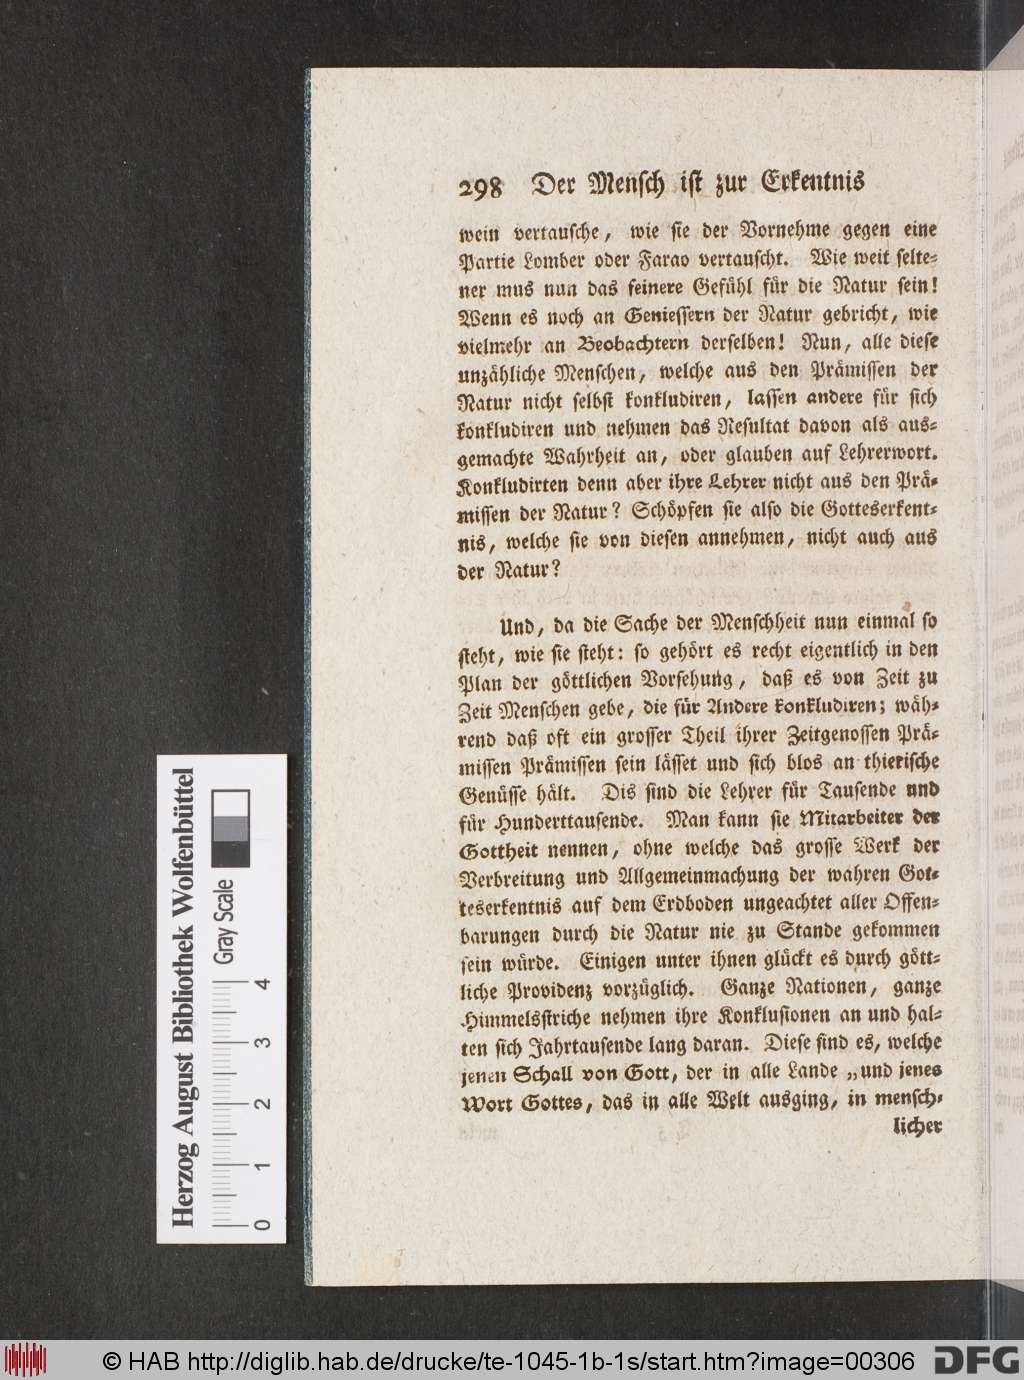 298 Der Menſch iſt zur Erkentnis
wein vertauſche, wie ſie der Vornehme gegen eine
Partie Lomber oder Farao vertauſcht. Wie weit ſelte-
ner mus nun das feinere Gefühl für die Natur ſein!
Wenn es noch an Genieſſern der Natur gebricht, wie
vielmehr an Beobachtern derſelben! Nun, alle dieſe
unzähliche Menſchen, welche aus den Prämiſſen der
Natur nicht ſelbſt konkludiren, laſſen andere für ſich
konkludiren und nehmen das Reſultat davon als aus-
gemachte Wahrheit an, oder glauben auf Lehrerwort.
Konkludirten denn aber ihre Lehrer nicht aus den Prä-
miſſen der Natur? Schöpfen ſie alſo die Gotteserkent-
nis, welche ſie von dieſen annehmen, nicht auch aus
der Natur?
Und, da die Sache der Menſchheit nun einmal ſo
ſteht, wie ſie ſteht: ſo gehört es recht eigentlich in den
Plan der göttlichen Vorſehung, daß es von Zeit zu
Zeit Menſchen gebe, die für Andere konkludiren; wäh-
rend daß oft ein groſſer Theil ihrer Zeitgenoſſen Prä-
miſſen Prämiſſen ſein läſſet und ſich blos an thieriſche
Genüſſe hält. Dis ſind die Lehrer für Tauſende und
für Hunderttauſende. Man kann ſie Mitarbeiter der
Gottheit nennen, ohne welche das groſſe Werk der
Verbreitung und Allgemeinmachung der wahren Got-
teserkentnis auf dem Erdboden ungeachtet aller Offen-
barungen durch die Natur nie zu Stande gekommen
ſein würde. Einigen unter ihnen glückt es durch gött-
liche Providenz vorzüglich. Ganze Nationen, ganze
Himmelsſtriche nehmen ihre Konkluſionen an und hal-
ten ſich Jahrtauſende lang daran. Dieſe ſind es, welche
jenen Schall von Gott, der in alle Lande „und jenes
Wort Gottes, das in alle Welt ausging, in menſch-
licher
Herzog August Bibliothek Wolfenbüttel
Gray Scale
0 1 2 3 4
© HAB http://diglib.hab.de/drucke/te-1045-1b-1s/start.htm?image=00306
DFG